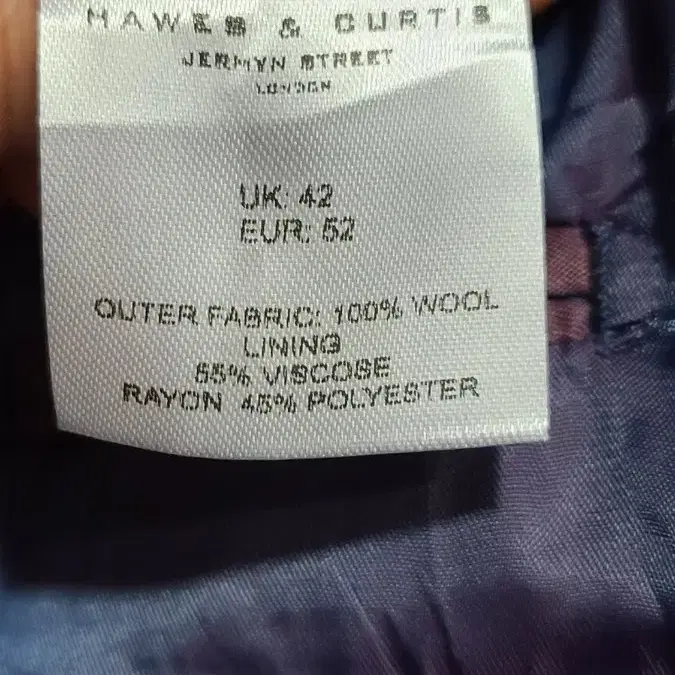 HAWES & CURTIS
JERMYN STREET
LONDON
UK: 42
EUR: 52
OUTER FABRIC: 100% WOOL
LINING
55% VISCOSE
RAYON 45% POLYESTER